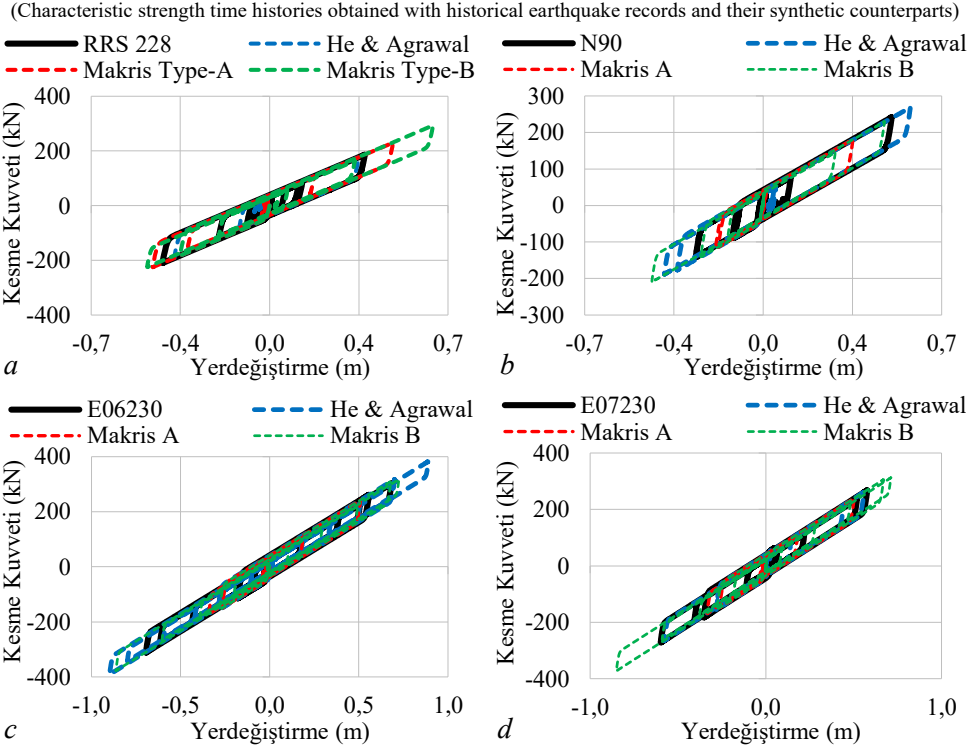 (Characteristic strength time histories obtained with historical earthquake records and their synthetic counterparts)
RRS 228
He & Agrawal
Makris Type-A
Makris Type-B
Kesme Kuvveti (kN)
400
200
0
-200
-400
-0,7
-0,4
0,0
0,4
0,7
Yerdeğiştirme (m)
a
N90
He & Agrawal
Makris A
Makris B
Kesme Kuvveti (kN)
300
200
100
0
-100
-200
-300
-0,7
-0,4
0,0
0,4
0,7
Yerdeğiştirme (m)
b
E06230
He & Agrawal
Makris A
Makris B
Kesme Kuvveti (kN)
400
200
0
-200
-400
-1,0
-0,5
0,0
0,5
1,0
Yerdeğiştirme (m)
c
E07230
He & Agrawal
Makris A
Makris B
Kesme Kuvveti (kN)
400
200
0
-200
-400
-1,0
0,0
1,0
Yerdeğiştirme (m)
d